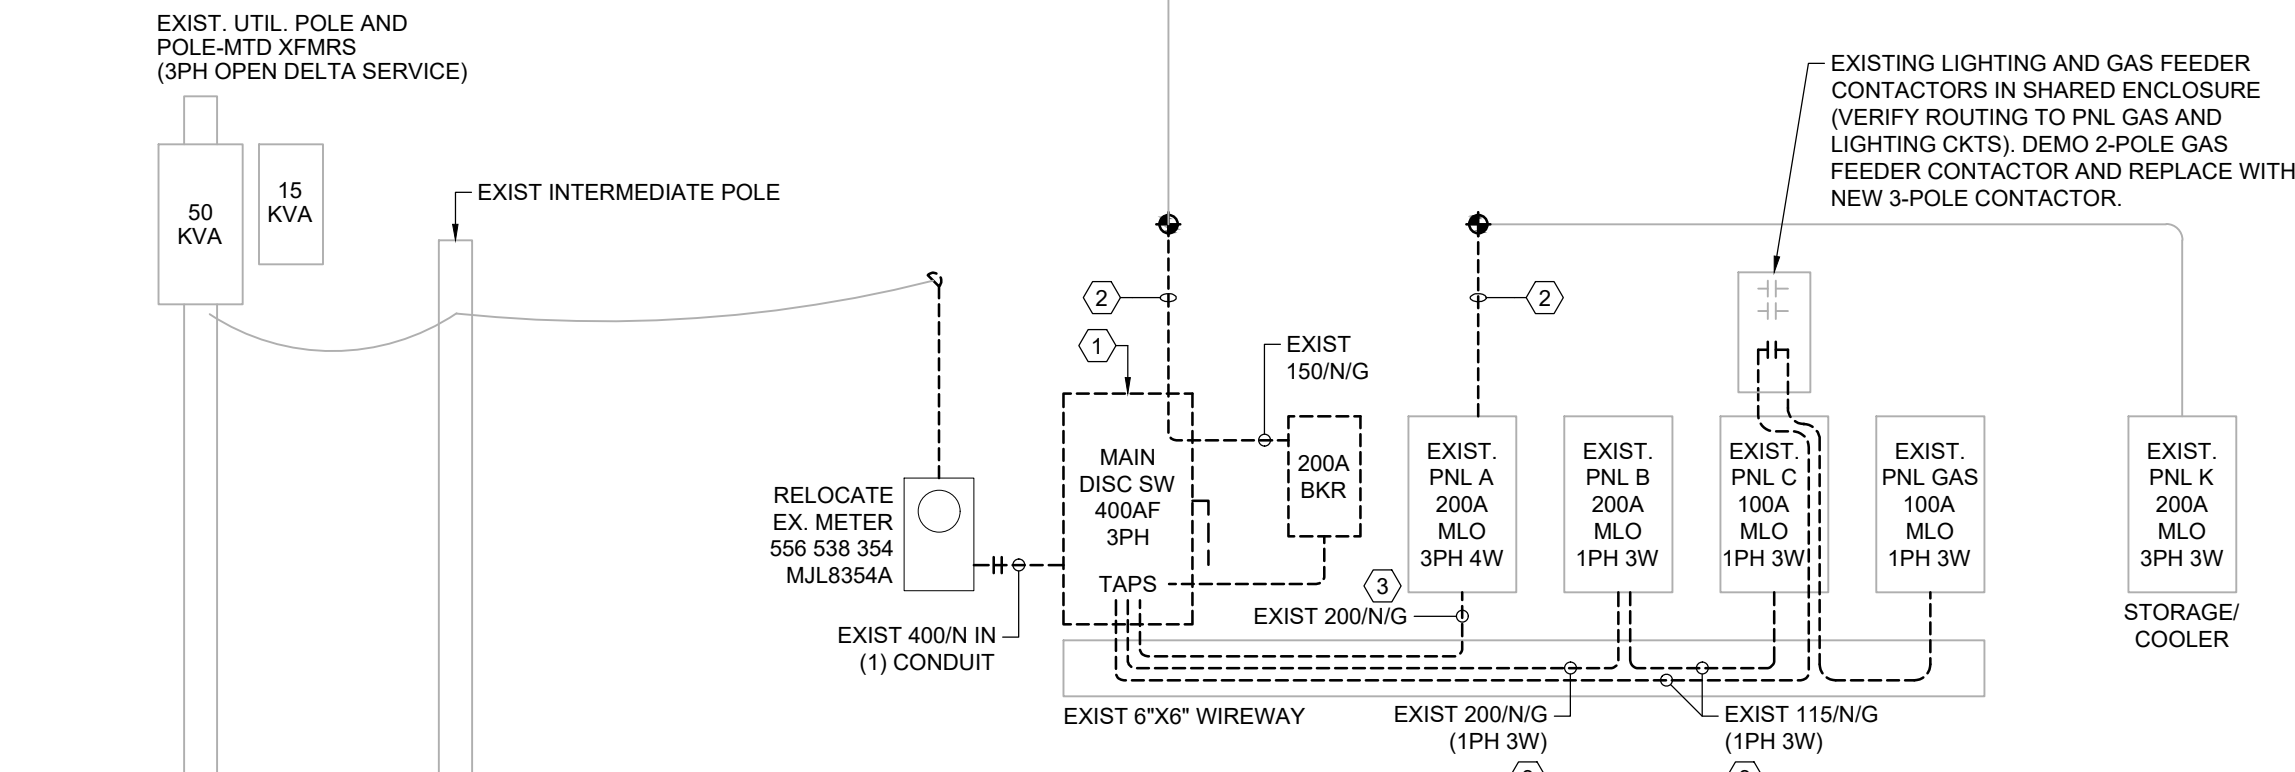 EXIST. UTIL. POLE AND
POLE-MTD XFMRS
(3PH OPEN DELTA SERVICE)
50
KVA
15
KVA
EXIST INTERMEDIATE POLE
EXISTING LIGHTING AND GAS FEEDER
CONTACTORS IN SHARED ENCLOSURE
(VERIFY ROUTING TO PNL GAS AND
LIGHTING CKTS). DEMO 2-POLE GAS
FEEDER CONTACTOR AND REPLACE WITH
NEW 3-POLE CONTACTOR.
2
2
1
EXIST
150/N/G
RELOCATE
EX. METER
556 538 354
MJL8354A
MAIN
DISC SW
400AF
3PH
TAPS
200A
BKR
EXIST.
PNL A
200A
MLO
3PH 4W
EXIST.
PNL B
200A
MLO
1PH 3W
EXIST.
PNL C
100A
MLO
1PH 3W
EXIST.
PNL GAS
100A
MLO
1PH 3W
EXIST.
PNL K
200A
MLO
3PH 3W
STORAGE/
COOLER
3
EXIST 200/N/G
EXIST 400/N IN
(1) CONDUIT
EXIST 6"X6" WIREWAY
EXIST 200/N/G
(1PH 3W)
EXIST 115/N/G
(1PH 3W)